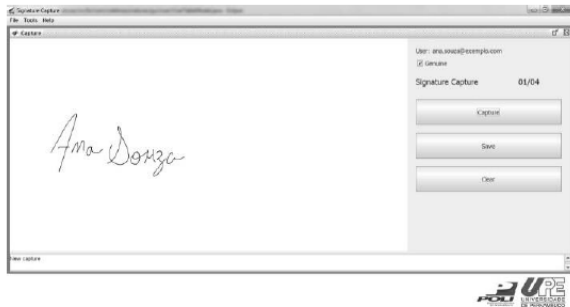 Signature Capture
File Tools Help
Capture
User: ana.souza@exemplo.com
Genuine
Signature Capture 01/04
Capture
Save
Clear
Ana Souza
New capture
POLI
UPE
UNIVERSIDADE
DE PERNAMBUCO